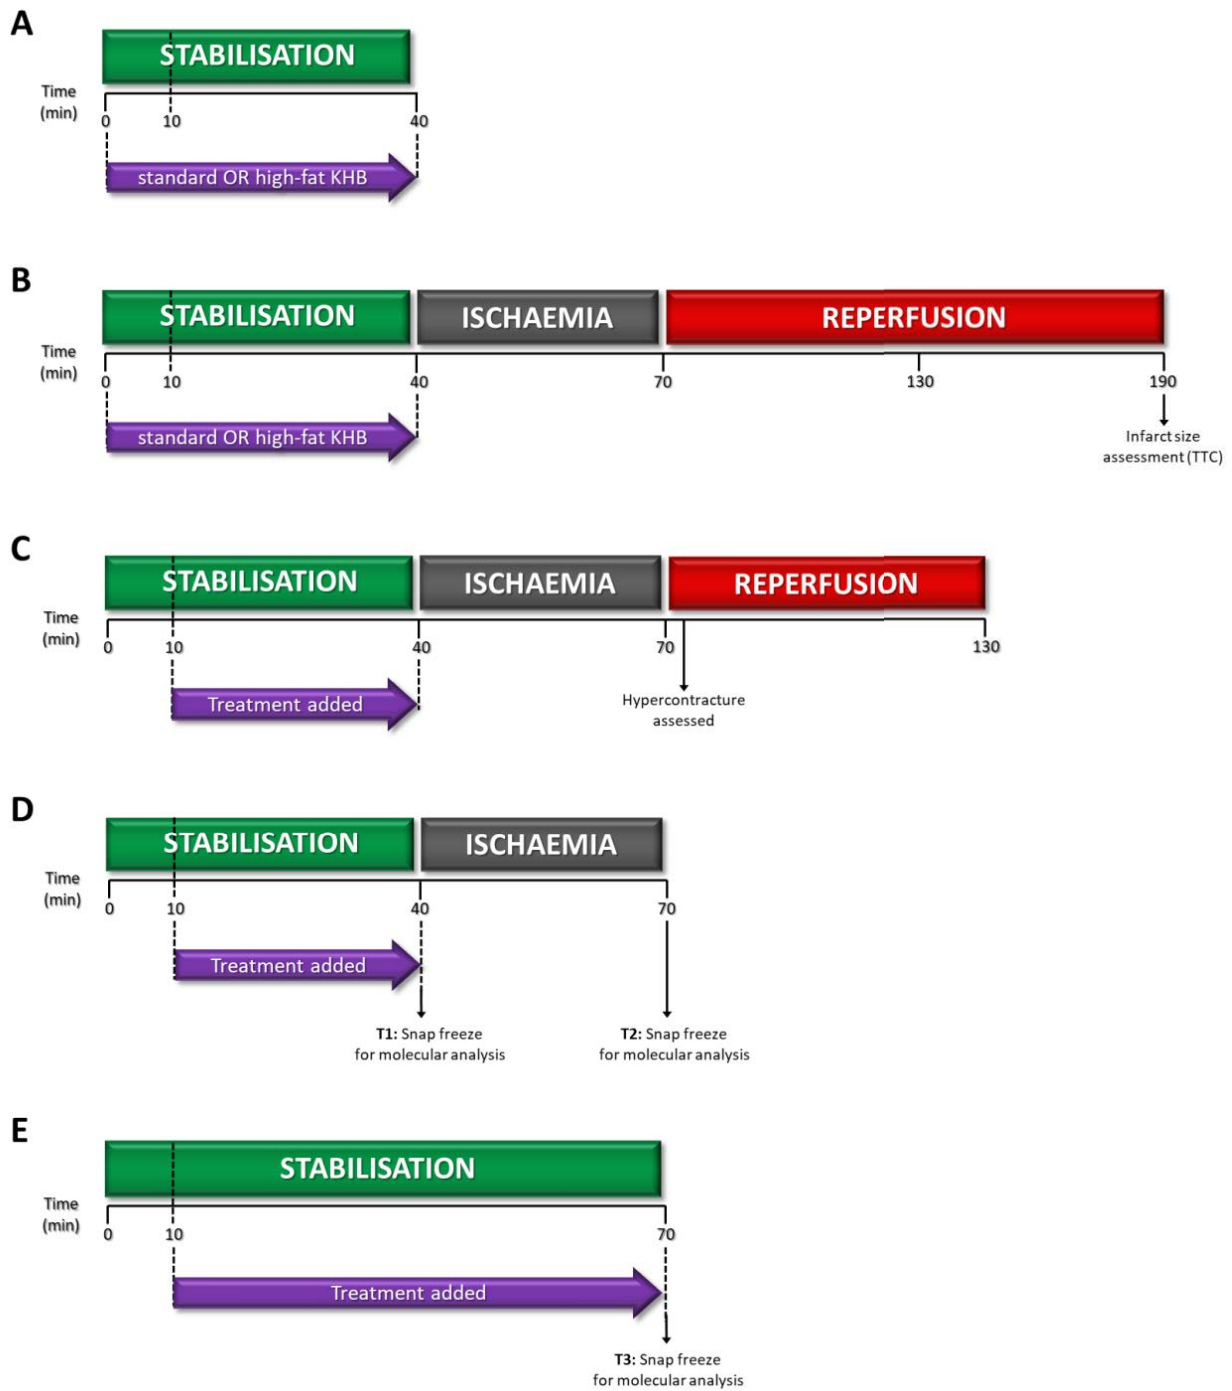 A
STABILISATION
Time
(min)
0 10 40
standard OR high-fat KHB
B
STABILISATION ISCHAEMIA REPERFUSION
Time
(min)
0 10 40 70 130 190
standard OR high-fat KHB
Infarct size
assessment (TTC)
C
STABILISATION ISCHAEMIA REPERFUSION
Time
(min)
0 10 40 70 130
Treatment added
Hypercontracture
assessed
D
STABILISATION ISCHAEMIA
Time
(min)
0 10 40 70
Treatment added
T1: Snap freeze
for molecular analysis
T2: Snap freeze
for molecular analysis
E
STABILISATION
Time
(min)
0 10 70
Treatment added
T3: Snap freeze
for molecular analysis